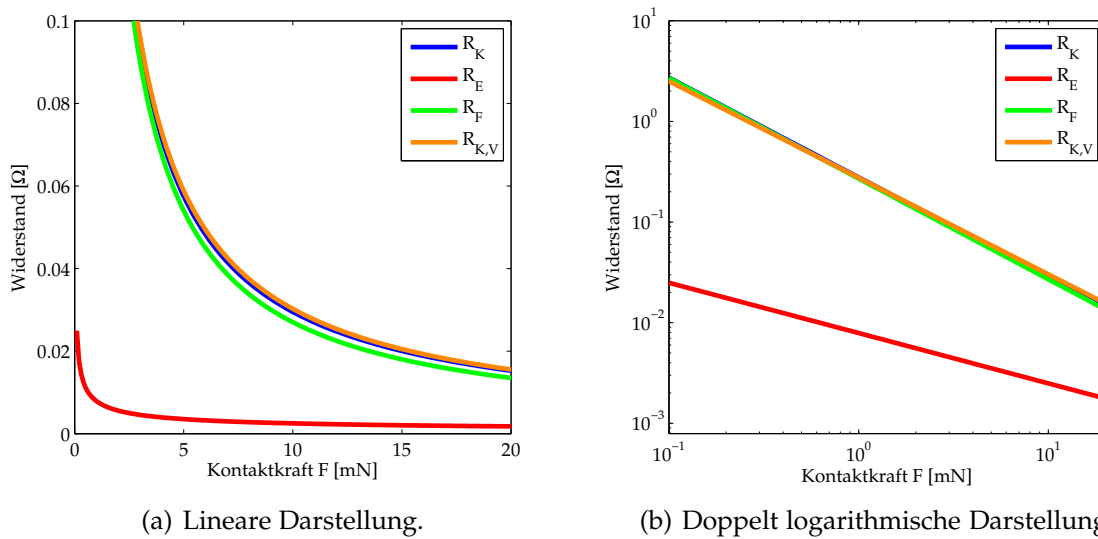 0.1
0.08
0.06
0.04
0.02
0
Widerstand [Ω]
R_K
R_E
R_F
R_{K,V}
0 5 10 15 20
Kontaktkraft F [mN]
(a) Lineare Darstellung.
10^1
10^0
10^{-1}
10^{-2}
10^{-3}
Widerstand [Ω]
R_K
R_E
R_F
R_{K,V}
10^{-1} 10^0 10^1
Kontaktkraft F [mN]
(b) Doppelt logarithmische Darstellung